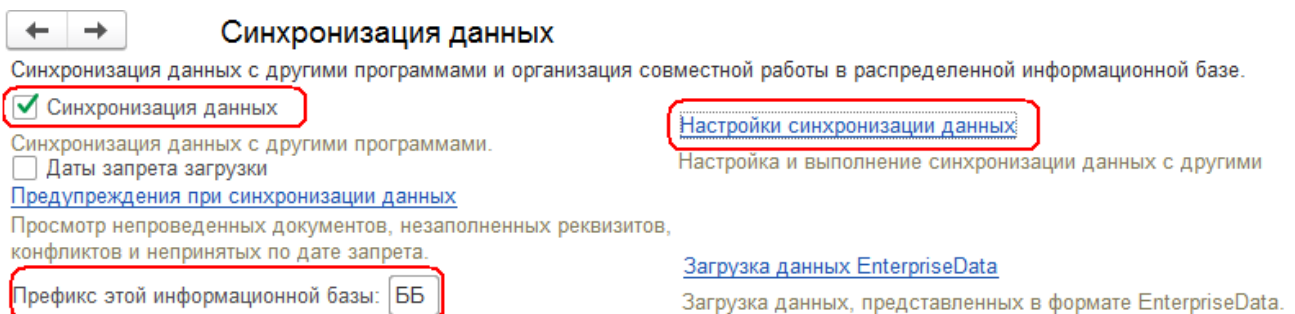 Синхронизация данных
Синхронизация данных с другими программами и организация совместной работы в распределенной информационной базе.
Синхронизация данных
Синхронизация данных с другими программами.
Даты запрета загрузки
Предупреждения при синхронизации данных
Просмотр непроведенных документов, незаполненных реквизитов,
конфликтов и непринятых по дате запрета.
Префикс этой информационной базы: ББ
Настройки синхронизации данных
Настройка и выполнение синхронизации данных с другими
Загрузка данных EnterpriseData
Загрузка данных, представленных в формате EnterpriseData.